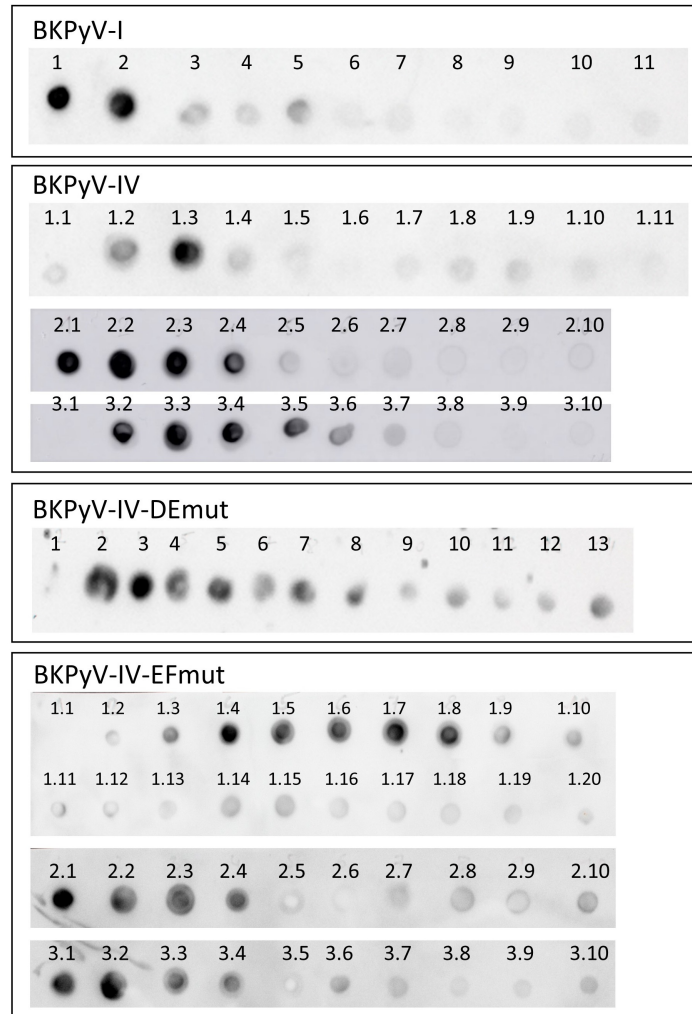 BKPyV-I
1 2 3 4 5 6 7 8 9 10 11
BKPyV-IV
1.1 1.2 1.3 1.4 1.5 1.6 1.7 1.8 1.9 1.10 1.11
2.1 2.2 2.3 2.4 2.5 2.6 2.7 2.8 2.9 2.10
3.1 3.2 3.3 3.4 3.5 3.6 3.7 3.8 3.9 3.10
BKPyV-IV-DEmut
1 2 3 4 5 6 7 8 9 10 11 12 13
BKPyV-IV-EFmut
1.1 1.2 1.3 1.4 1.5 1.6 1.7 1.8 1.9 1.10
1.11 1.12 1.13 1.14 1.15 1.16 1.17 1.18 1.19 1.20
2.1 2.2 2.3 2.4 2.5 2.6 2.7 2.8 2.9 2.10
3.1 3.2 3.3 3.4 3.5 3.6 3.7 3.8 3.9 3.10